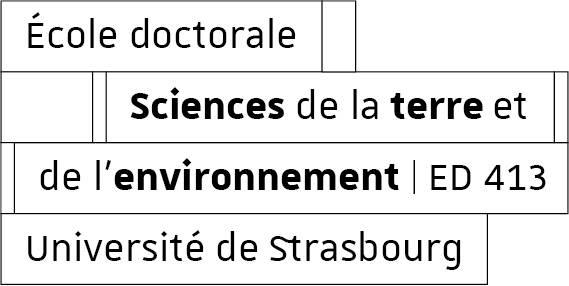 École doctorale
Sciences de la terre et
de l’environnement | ED 413
Université de Strasbourg